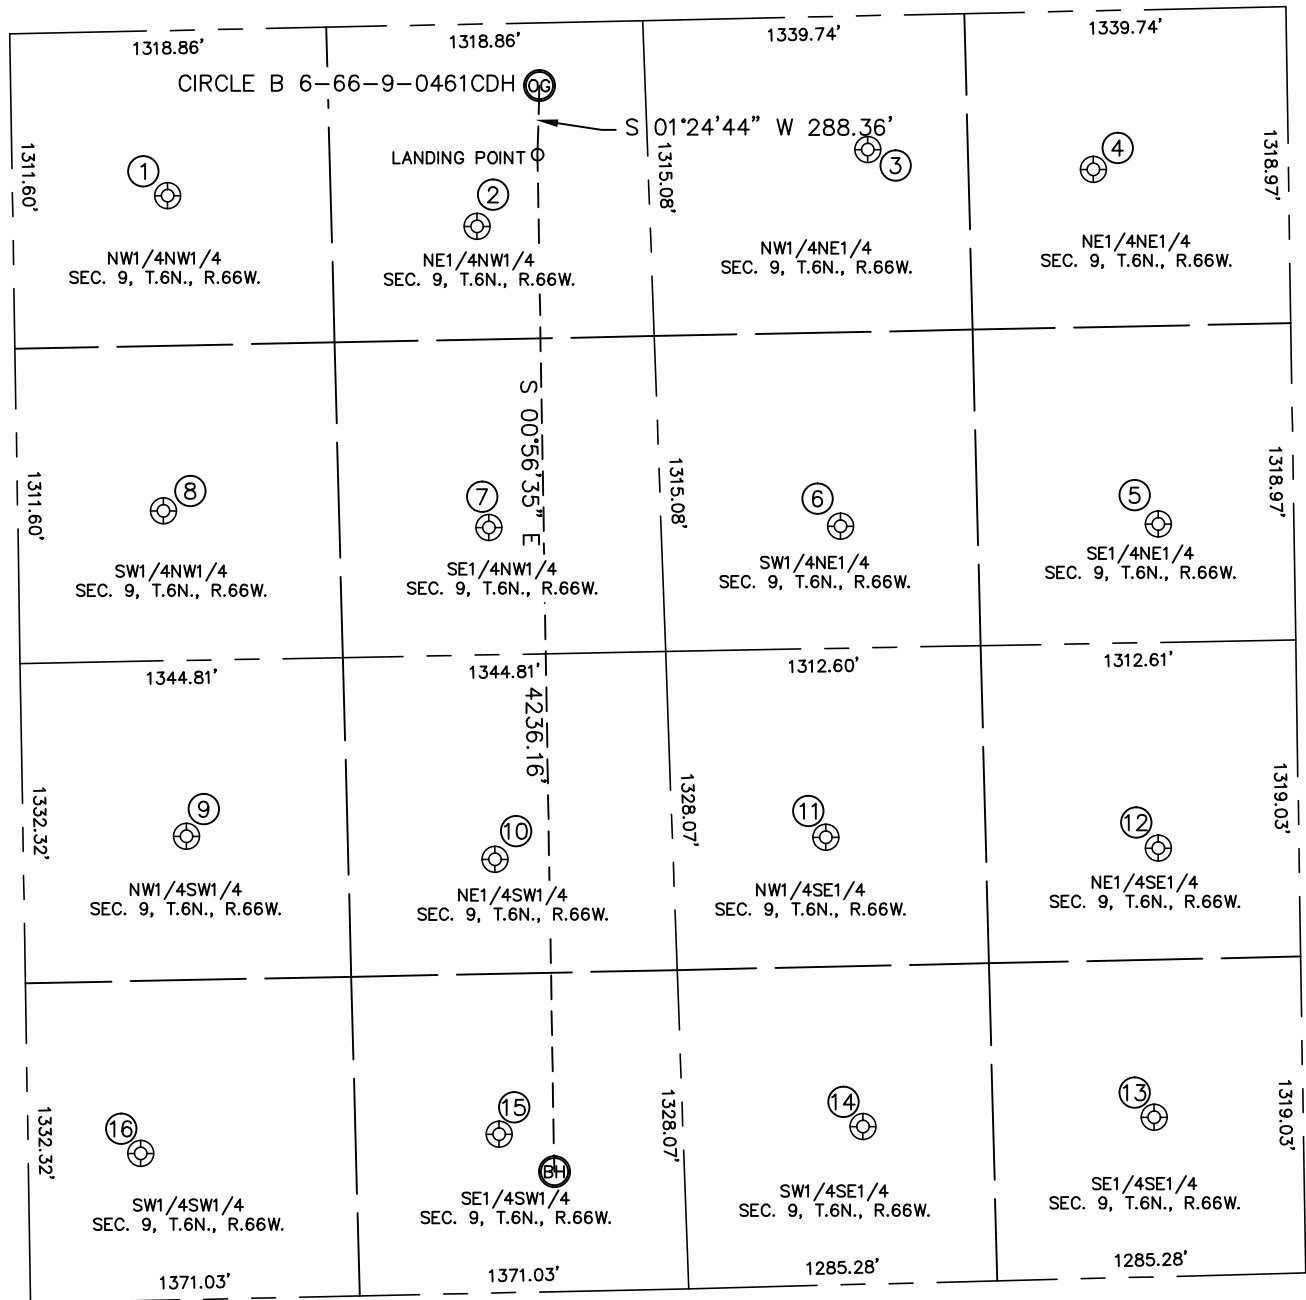 1318.86'
1318.86'
1339.74'
1339.74'
CIRCLE B 6-66-9-0461CDH OG
S 01°24'44" W 288.36'
LANDING POINT
1311.60'
1
2
1315.08'
3
4
1318.97'
NW1/4NW1/4
SEC. 9, T.6N., R.66W.
NE1/4NW1/4
SEC. 9, T.6N., R.66W.
NW1/4NE1/4
SEC. 9, T.6N., R.66W.
NE1/4NE1/4
SEC. 9, T.6N., R.66W.
S 00°56'35" E
4236.16'
1311.60'
8
7
1315.08'
6
5
1318.97'
SW1/4NW1/4
SEC. 9, T.6N., R.66W.
SE1/4NW1/4
SEC. 9, T.6N., R.66W.
SW1/4NE1/4
SEC. 9, T.6N., R.66W.
SE1/4NE1/4
SEC. 9, T.6N., R.66W.
1344.81'
1344.81'
1312.60'
1312.61'
1332.32'
9
10
1328.07'
11
12
1319.03'
NW1/4SW1/4
SEC. 9, T.6N., R.66W.
NE1/4SW1/4
SEC. 9, T.6N., R.66W.
NW1/4SE1/4
SEC. 9, T.6N., R.66W.
NE1/4SE1/4
SEC. 9, T.6N., R.66W.
1332.32'
16
15
1328.07'
14
13
1319.03'
BH
SW1/4SW1/4
SEC. 9, T.6N., R.66W.
SE1/4SW1/4
SEC. 9, T.6N., R.66W.
SW1/4SE1/4
SEC. 9, T.6N., R.66W.
SE1/4SE1/4
SEC. 9, T.6N., R.66W.
1371.03'
1371.03'
1285.28'
1285.28'